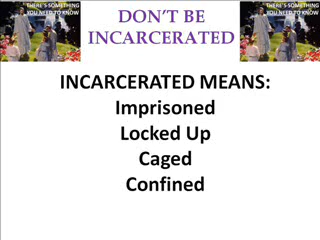 THERE'S SOMETHING
YOU NEED TO KNOW
DON'T BE
INCARCERATED
THERE'S SOMETHING
YOU NEED TO KNOW
INCARCERATED MEANS:
Imprisoned
Locked Up
Caged
Confined